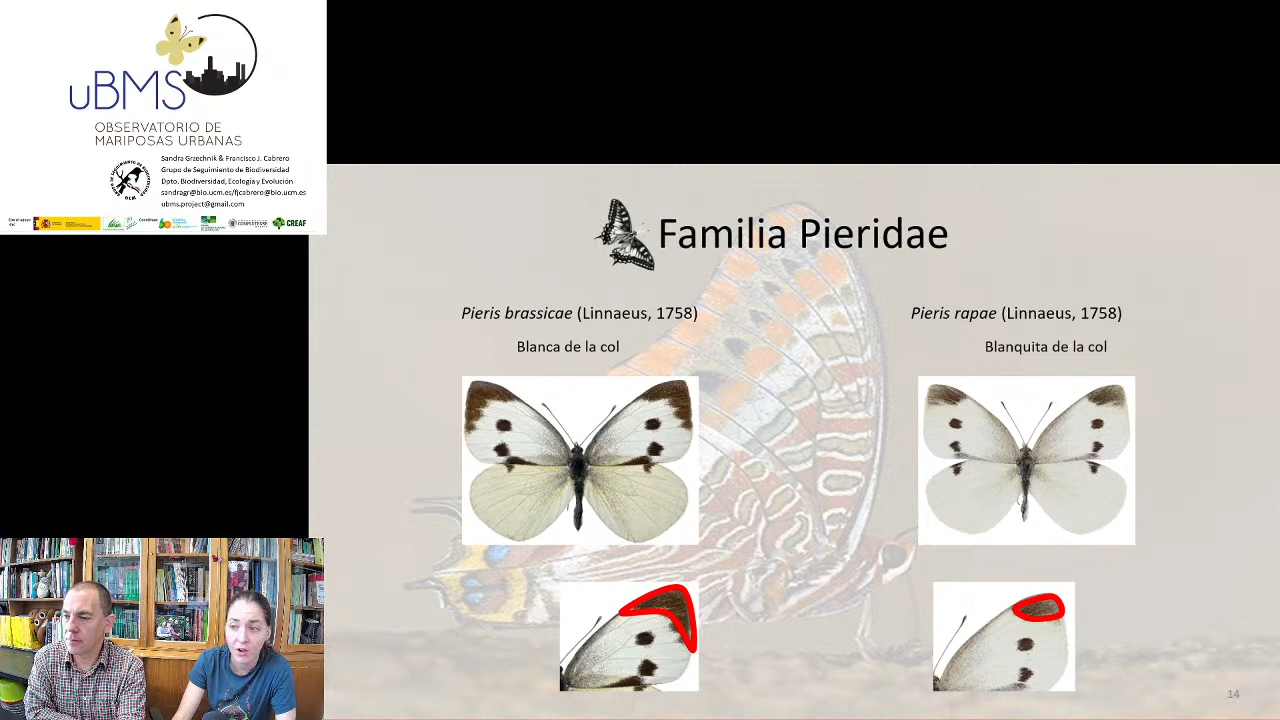 uBMS
OBSERVATORIO DE
MARIPOSAS URBANAS
Sandra Grzechnik & Francisco J. Cabrero
Grupo de Seguimiento de Biodiversidad
Dpto. Biodiversidad, Ecología y Evolución
sandragr@bio.ucm.es/fjcabrero@bio.ucm.es
ubms.project@gmail.com
UCM
CREAF
Familia Pieridae
Pieris brassicae (Linnaeus, 1758)
Blanca de la col
Pieris rapae (Linnaeus, 1758)
Blanquita de la col
14